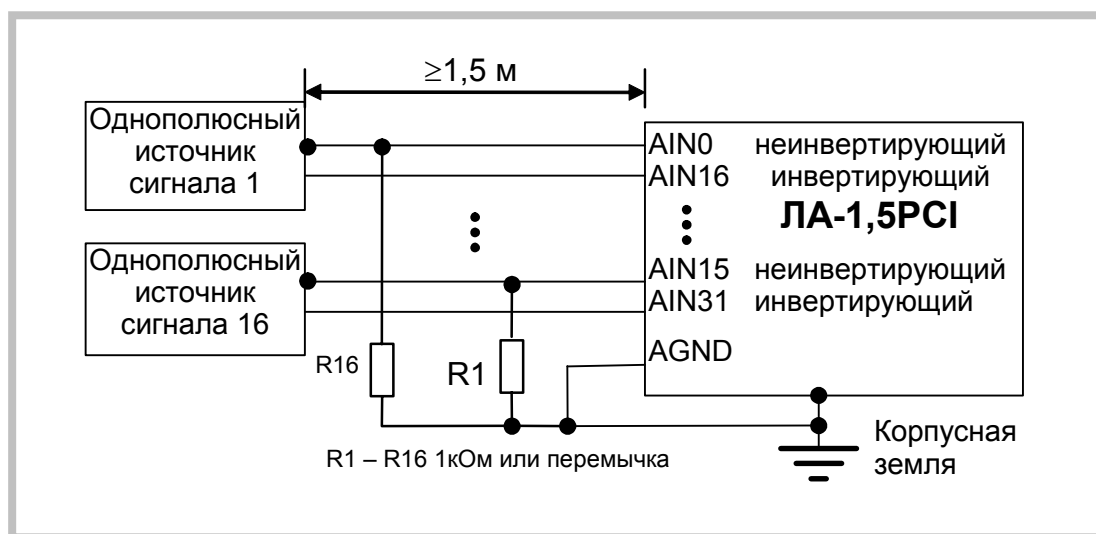 ≥1,5 м
Однополюсный
источник
сигнала 1
AIN0 неинвертирующий
AIN16 инвертирующий
ЛА-1,5PCI
Однополюсный
источник
сигнала 16
AIN15 неинвертирующий
AIN31 инвертирующий
AGND
R16
R1
Корпусная
земля
R1 – R16 1кОм или перемычка